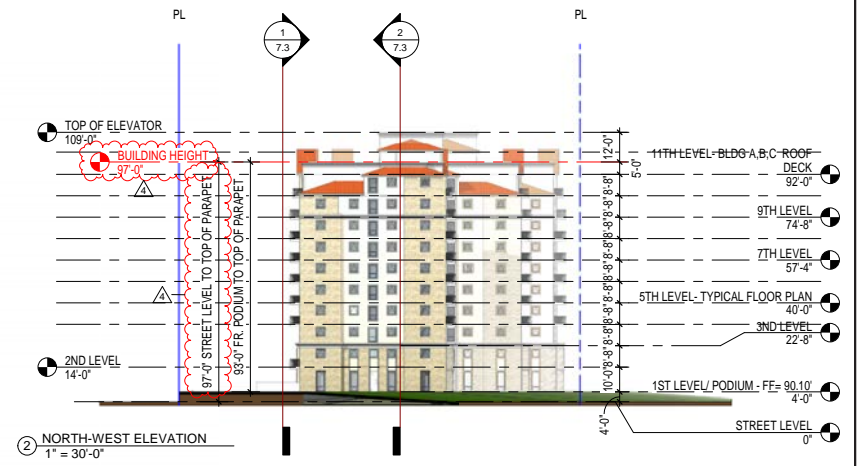 PL
PL
1
7.3
2
7.3
TOP OF ELEVATOR
109'-0"
BUILDING HEIGHT
97'-0"
4
4
97'-0" STREET LEVEL TO TOP OF PARAPET
93'-0" FR. PODIUM TO TOP OF PARAPET
2ND LEVEL
14'-0"
12'-0"
5'-0"
8'-8"
8'-8"
8'-8"
8'-8"
8'-8"
8'-8"
8'-8"
8'-8"
8'-8"
10'-0"
4'-0"
11TH LEVEL- BLDG A,B,C ROOF
DECK
92'-0"
9TH LEVEL
74'-8"
7TH LEVEL
57'-4"
5TH LEVEL- TYPICAL FLOOR PLAN
40'-0"
3ND LEVEL
22'-8"
1ST LEVEL/ PODIUM - FF= 90.10'
4'-0"
STREET LEVEL
0"
2
NORTH-WEST ELEVATION
1" = 30'-0"